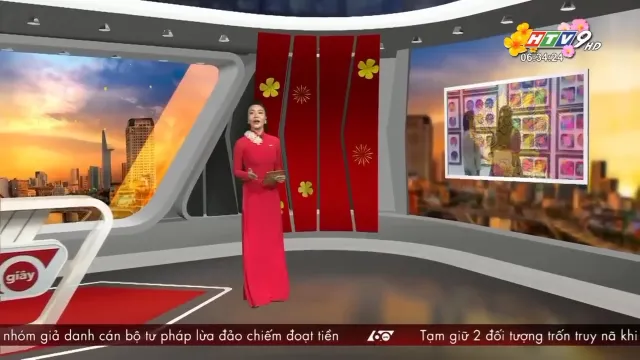 HTV9 HD
06:34:24
giây
nhóm giả danh cán bộ tư pháp lừa đảo chiếm đoạt tiền 60 Tạm giữ 2 đối tượng trốn truy nã khi